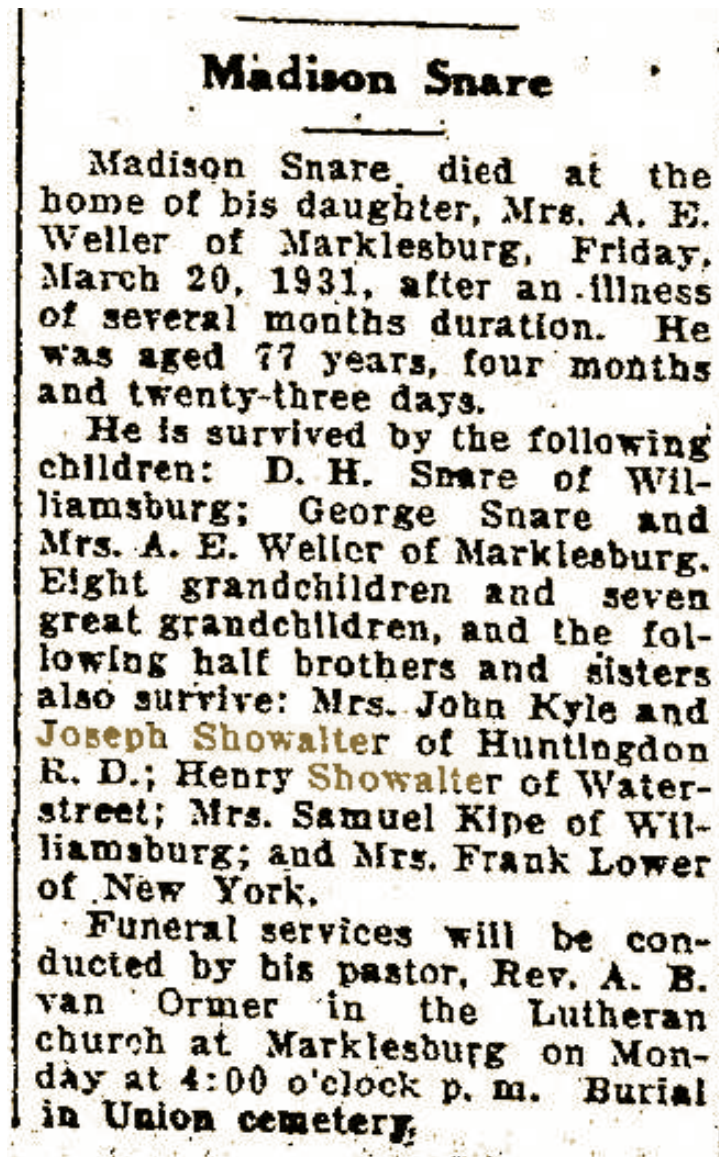 Madison Snare
Madison Snare died at the
home of his daughter, Mrs. A. E.
Weller of Marklesburg, Friday,
March 20, 1931, after an illness
of several months duration. He
was aged 77 years, four months
and twenty-three days.
He is survived by the following
children: D. H. Snare of Wil-
liamsburg; George Snare and
Mrs. A. E. Weller of Marklesburg.
Eight grandchildren and seven
great grandchildren, and the fol-
lowing half brothers and sisters
also survive: Mrs. John Kyle and
Joseph Showalter of Huntingdon
R. D.; Henry Showalter of Water-
street; Mrs. Samuel Kipe of Wil-
liamsburg; and Mrs. Frank Lower
of New York.
Funeral services will be con-
ducted by his pastor, Rev. A. B.
van Ormer in the Lutheran
church at Marklesburg on Mon-
day at 4:00 o'clock p. m. Burial
in Union cemetery.